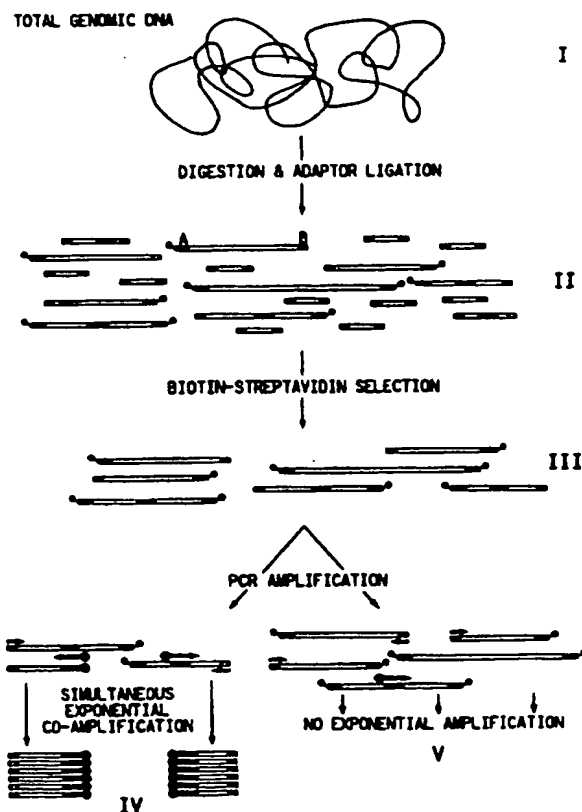 TOTAL GENOMIC DNA
I
DIGESTION & ADAPTOR LIGATION
A
B
II
BIOTIN-STREPTAVIDIN SELECTION
III
PCR AMPLIFICATION
SIMULTANEOUS
EXPONENTIAL
CO-AMPLIFICATION
NO EXPONENTIAL AMPLIFICATION
IV
V